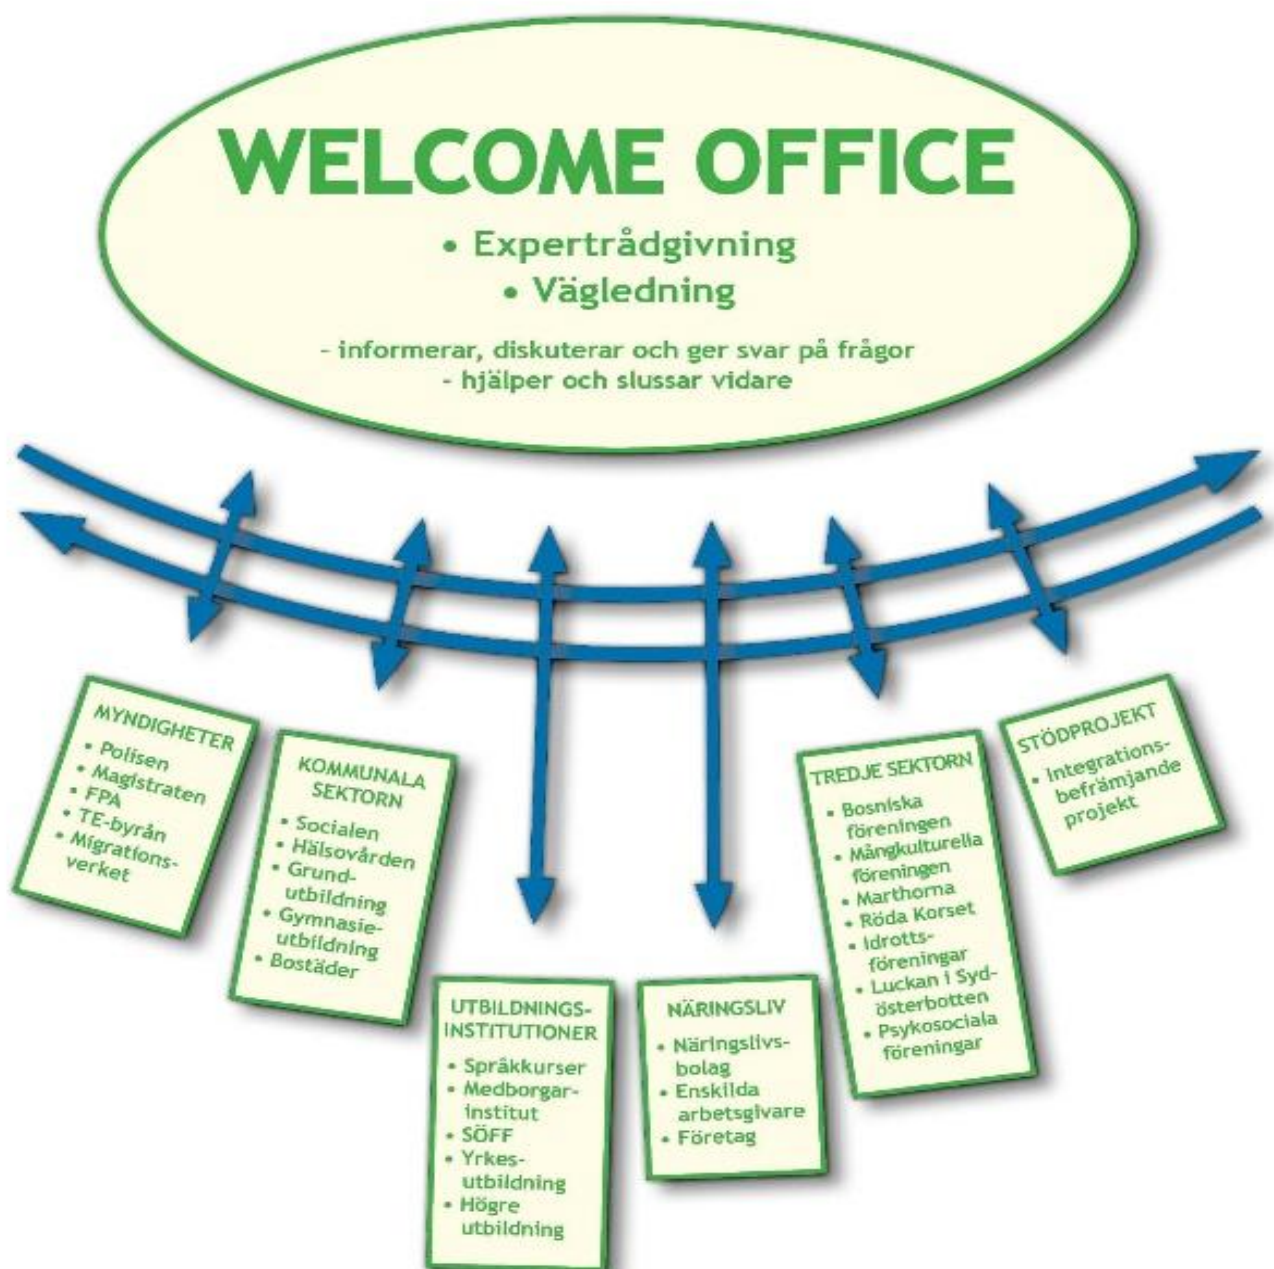 WELCOME OFFICE
• Expertrådgivning
• Vägledning
- informerar, diskuterar och ger svar på frågor
- hjälper och slussar vidare
MYNDIGHETER
• Polisen
• Magistraten
• FPA
• TE-byrån
• Migrations-
verket
KOMMUNALA
SEKTORN
• Socialen
• Hälsovården
• Grund-
utbildning
• Gymnasie-
utbildning
• Bostäder
UTBILDNINGS-
INSTITUTIONER
• Språkkurser
• Medborgar-
institut
• SÖFF
• Yrkes-
utbildning
• Högre
utbildning
NÄRINGSLIV
• Näringslivs-
bolag
• Enskilda
arbetsgivare
• Företag
TREDJE SEKTORN
• Bosniska
föreningen
• Mångkulturella
föreningen
• Marthorna
• Röda Korset
• Idrotts-
föreningar
• Luckan i Syd-
österbotten
• Psykosociala
föreningar
STÖDPROJEKT
• Integrations-
befrämjande
projekt